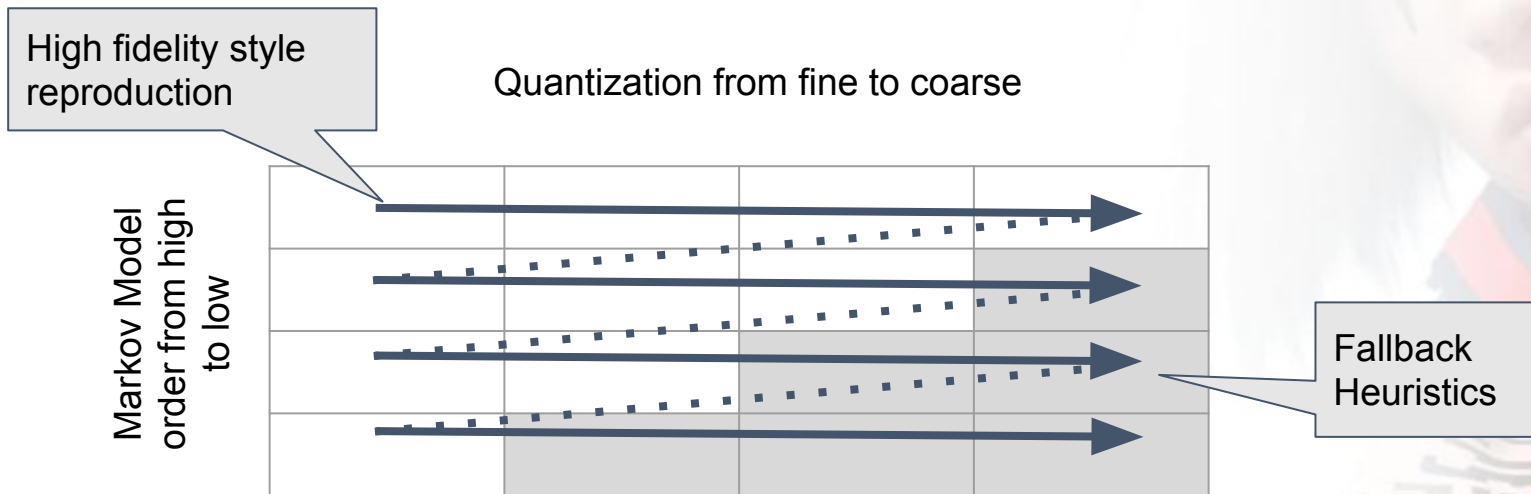 High fidelity style
reproduction
Quantization from fine to coarse
Markov Model
order from high
to low
Fallback
Heuristics